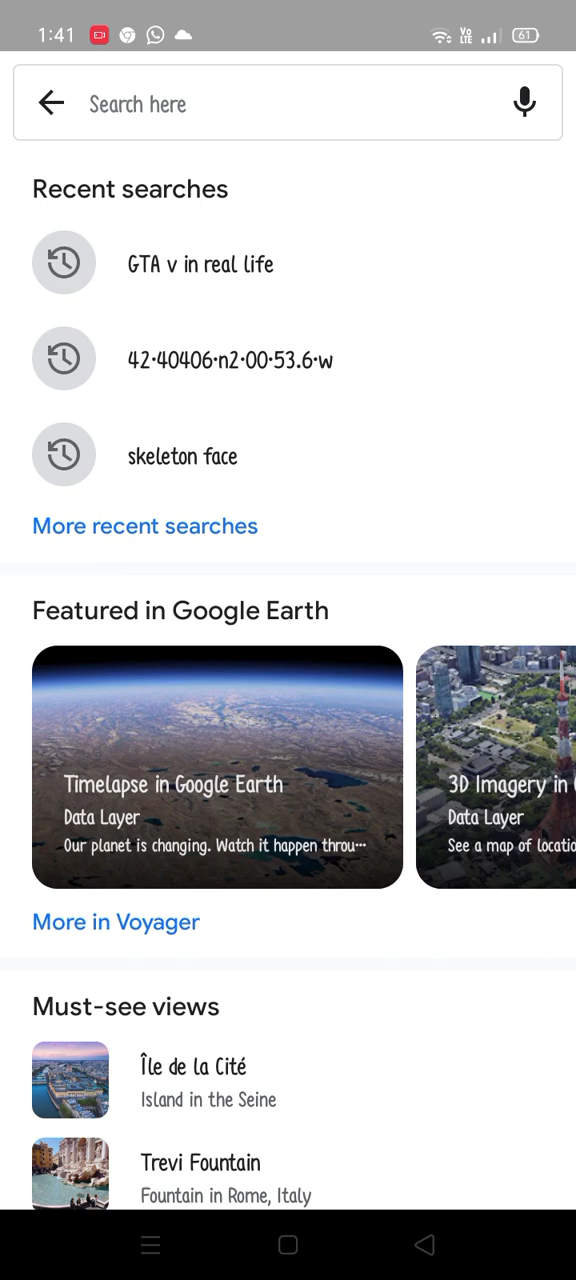 1:41
Vo LTE
61
Search here
Recent searches
GTA v in real life
42·40406·n2·00·53.6·w
skeleton face
More recent searches
Featured in Google Earth
Timelapse in Google Earth
Data Layer
Our planet is changing. Watch it happen throu···
3D Imagery in
Data Layer
See a map of locatio
More in Voyager
Must-see views
Île de la Cité
Island in the Seine
Trevi Fountain
Fountain in Rome, Italy